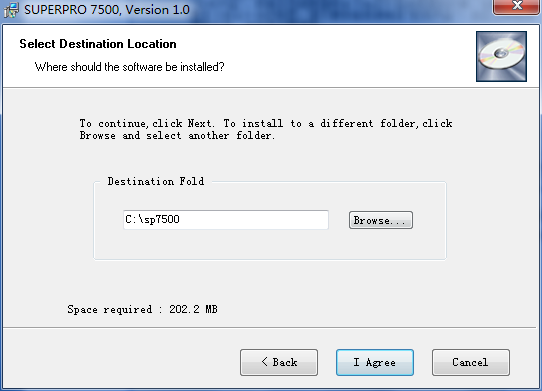 SUPERPRO 7500, Version 1.0
Select Destination Location
Where should the software be installed?
To continue,click Next. To install to a different folder,click
Browse and select another folder.
Destination Fold
C:\sp7500
Browse...
Space required : 202.2 MB
< Back
I Agree
Cancel